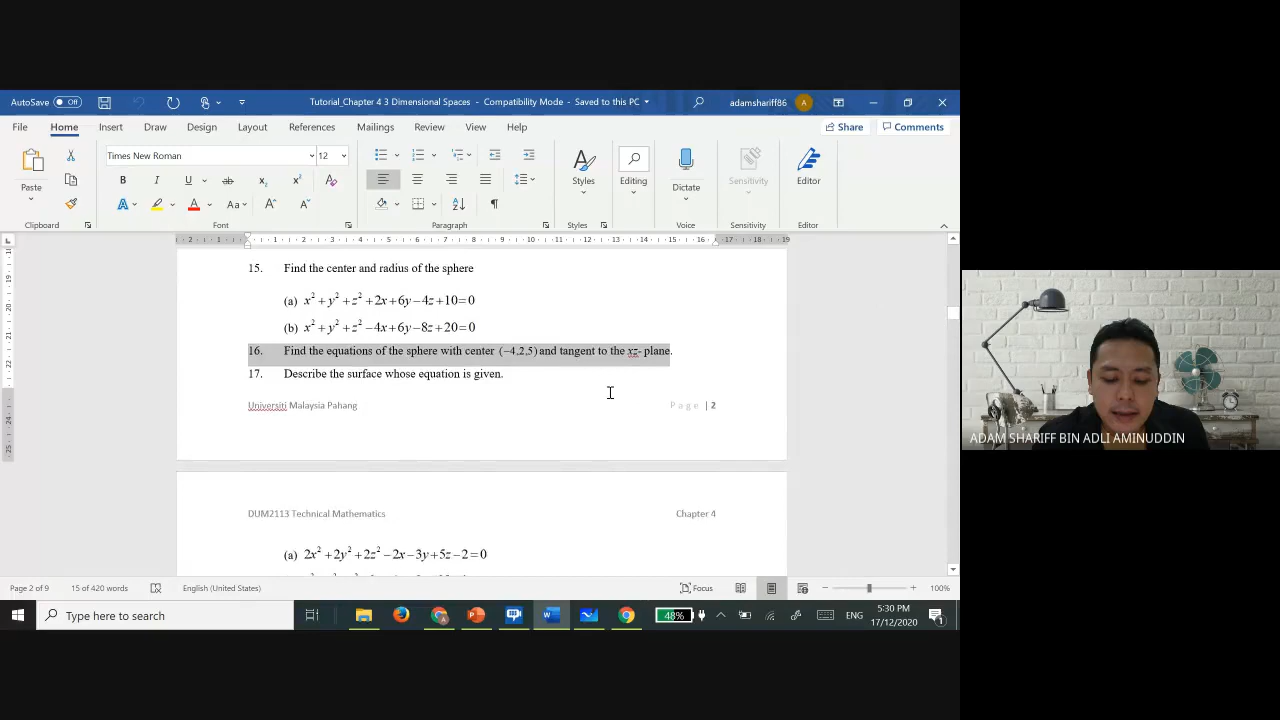 AutoSave Off
Tutorial_Chapter 4 3 Dimensional Spaces - Compatibility Mode - Saved to this PC
adamshariff86
A
File Home Insert Draw Design Layout References Mailings Review View Help
Share Comments
Times New Roman 12
Paste
Styles
Editing
Dictate
Sensitivity
Editor
Clipboard
Font
Paragraph
Styles
Voice
Sensitivity
Editor
15. Find the center and radius of the sphere
(a) x² + y² + z² + 2x + 6y − 4z + 10 = 0
(b) x² + y² + z² − 4x + 6y − 8z + 20 = 0
16. Find the equations of the sphere with center (−4,2,5) and tangent to the xz- plane.
17. Describe the surface whose equation is given.
Universiti Malaysia Pahang
Page | 2
DUM2113 Technical Mathematics
Chapter 4
(a) 2x² + 2y² + 2z² − 2x − 3y + 5z − 2 = 0
Page 2 of 9 15 of 420 words English (United States)
Focus
100%
Type here to search
48%
ENG
5:30 PM
17/12/2020
1
ADAM SHARIFF BIN ADLI AMINUDDIN